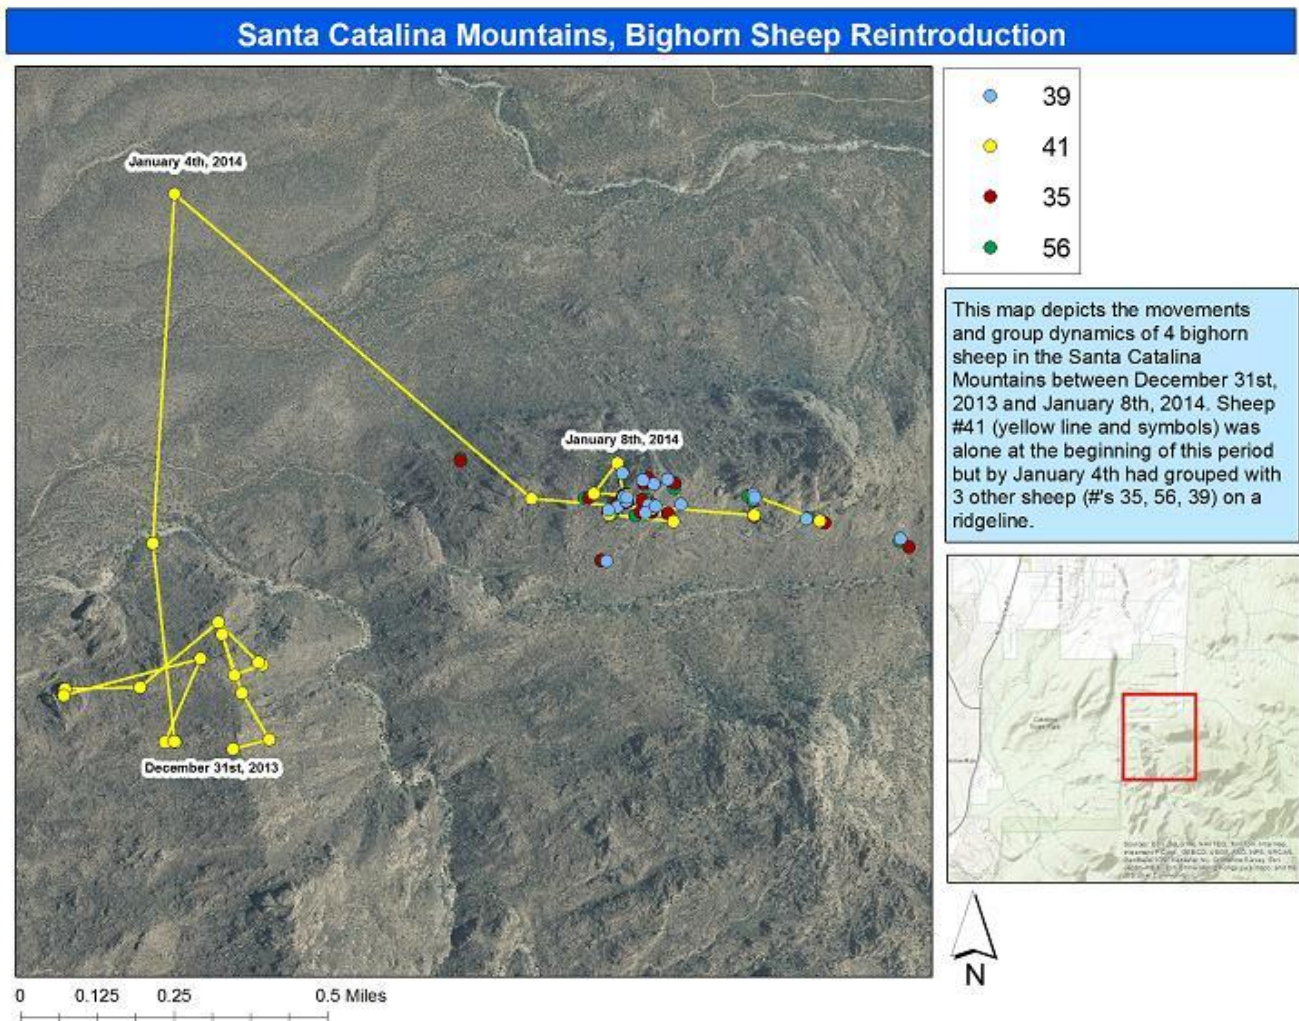 Santa Catalina Mountains, Bighorn Sheep Reintroduction
January 4th, 2014
January 8th, 2014
December 31st, 2013
39
41
35
56
This map depicts the movements
and group dynamics of 4 bighorn
sheep in the Santa Catalina
Mountains between December 31st,
2013 and January 8th, 2014. Sheep
#41 (yellow line and symbols) was
alone at the beginning of this period
but by January 4th had grouped with
3 other sheep (#'s 35, 56, 39) on a
ridgeline.
N
0 0.125 0.25 0.5 Miles